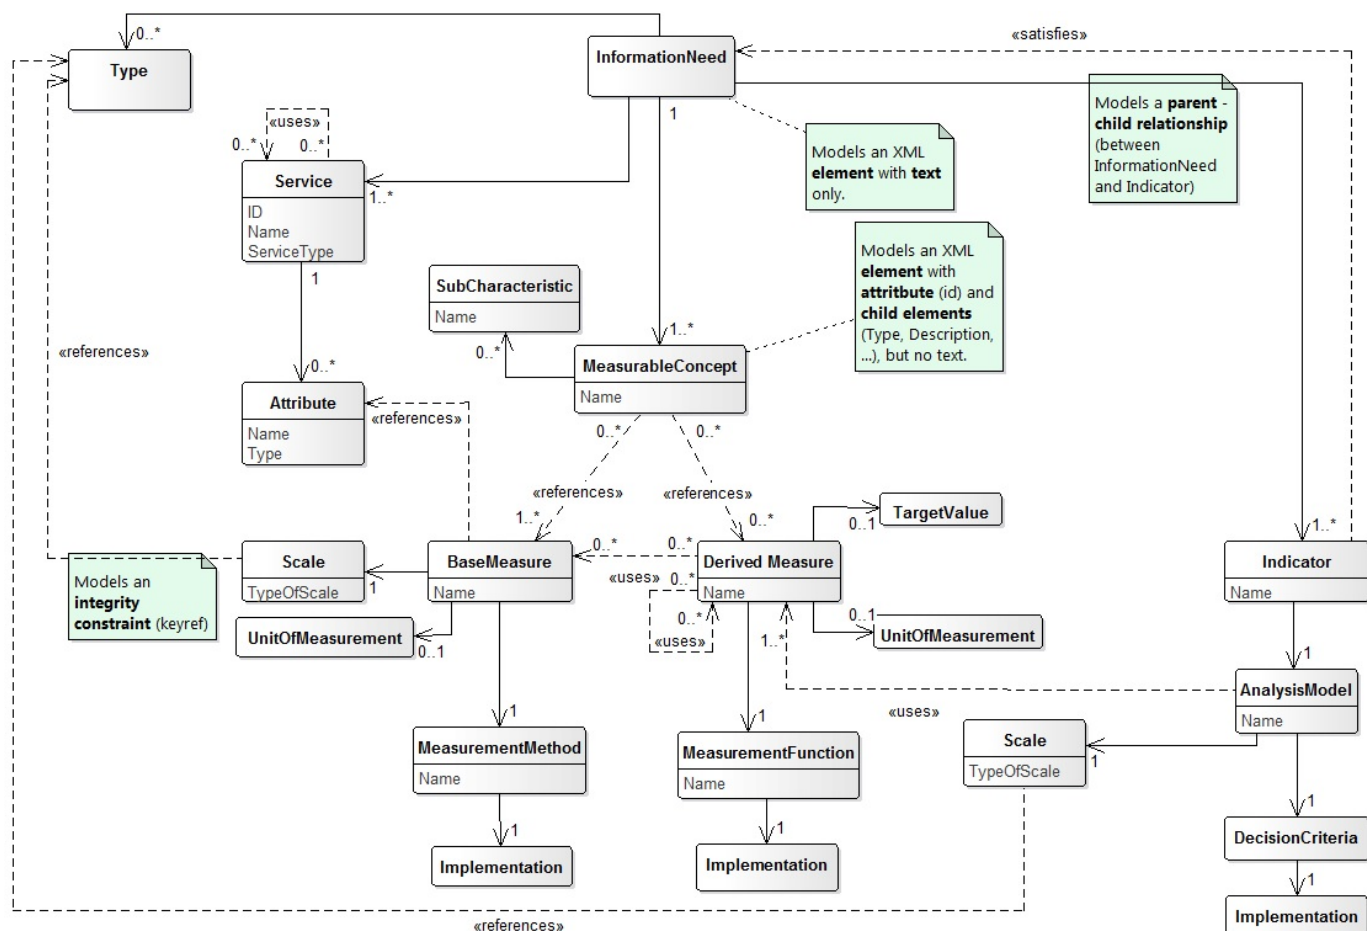 0..*
Type
InformationNeed
«satisfies»
1
Models a parent -
child relationship
(between
InformationNeed
and Indicator)
Models an XML
element with text
only.
«uses»
0..*
0..*
Service
ID
Name
ServiceType
1..*
1
Models an XML
element with
attritbute (id) and
child elements
(Type, Description,
...), but no text.
SubCharacteristic
Name
0..*
1..*
MeasurableConcept
Name
«references»
0..*
Attribute
Name
Type
«references»
0..*
0..*
«references»
«references»
1..*
0..*
TargetValue
0..1
1..*
Scale
TypeOfScale
1
BaseMeasure
Name
0..*
0..*
«uses»
Derived Measure
Name
0..*
0..*
«uses»
1..*
Indicator
Name
Models an
integrity
constraint (keyref)
UnitOfMeasurement
0..1
0..1
UnitOfMeasurement
1
AnalysisModel
Name
«uses»
1
MeasurementMethod
Name
1
MeasurementFunction
Name
Scale
TypeOfScale
1
1
DecisionCriteria
1
Implementation
1
Implementation
1
Implementation
«references»